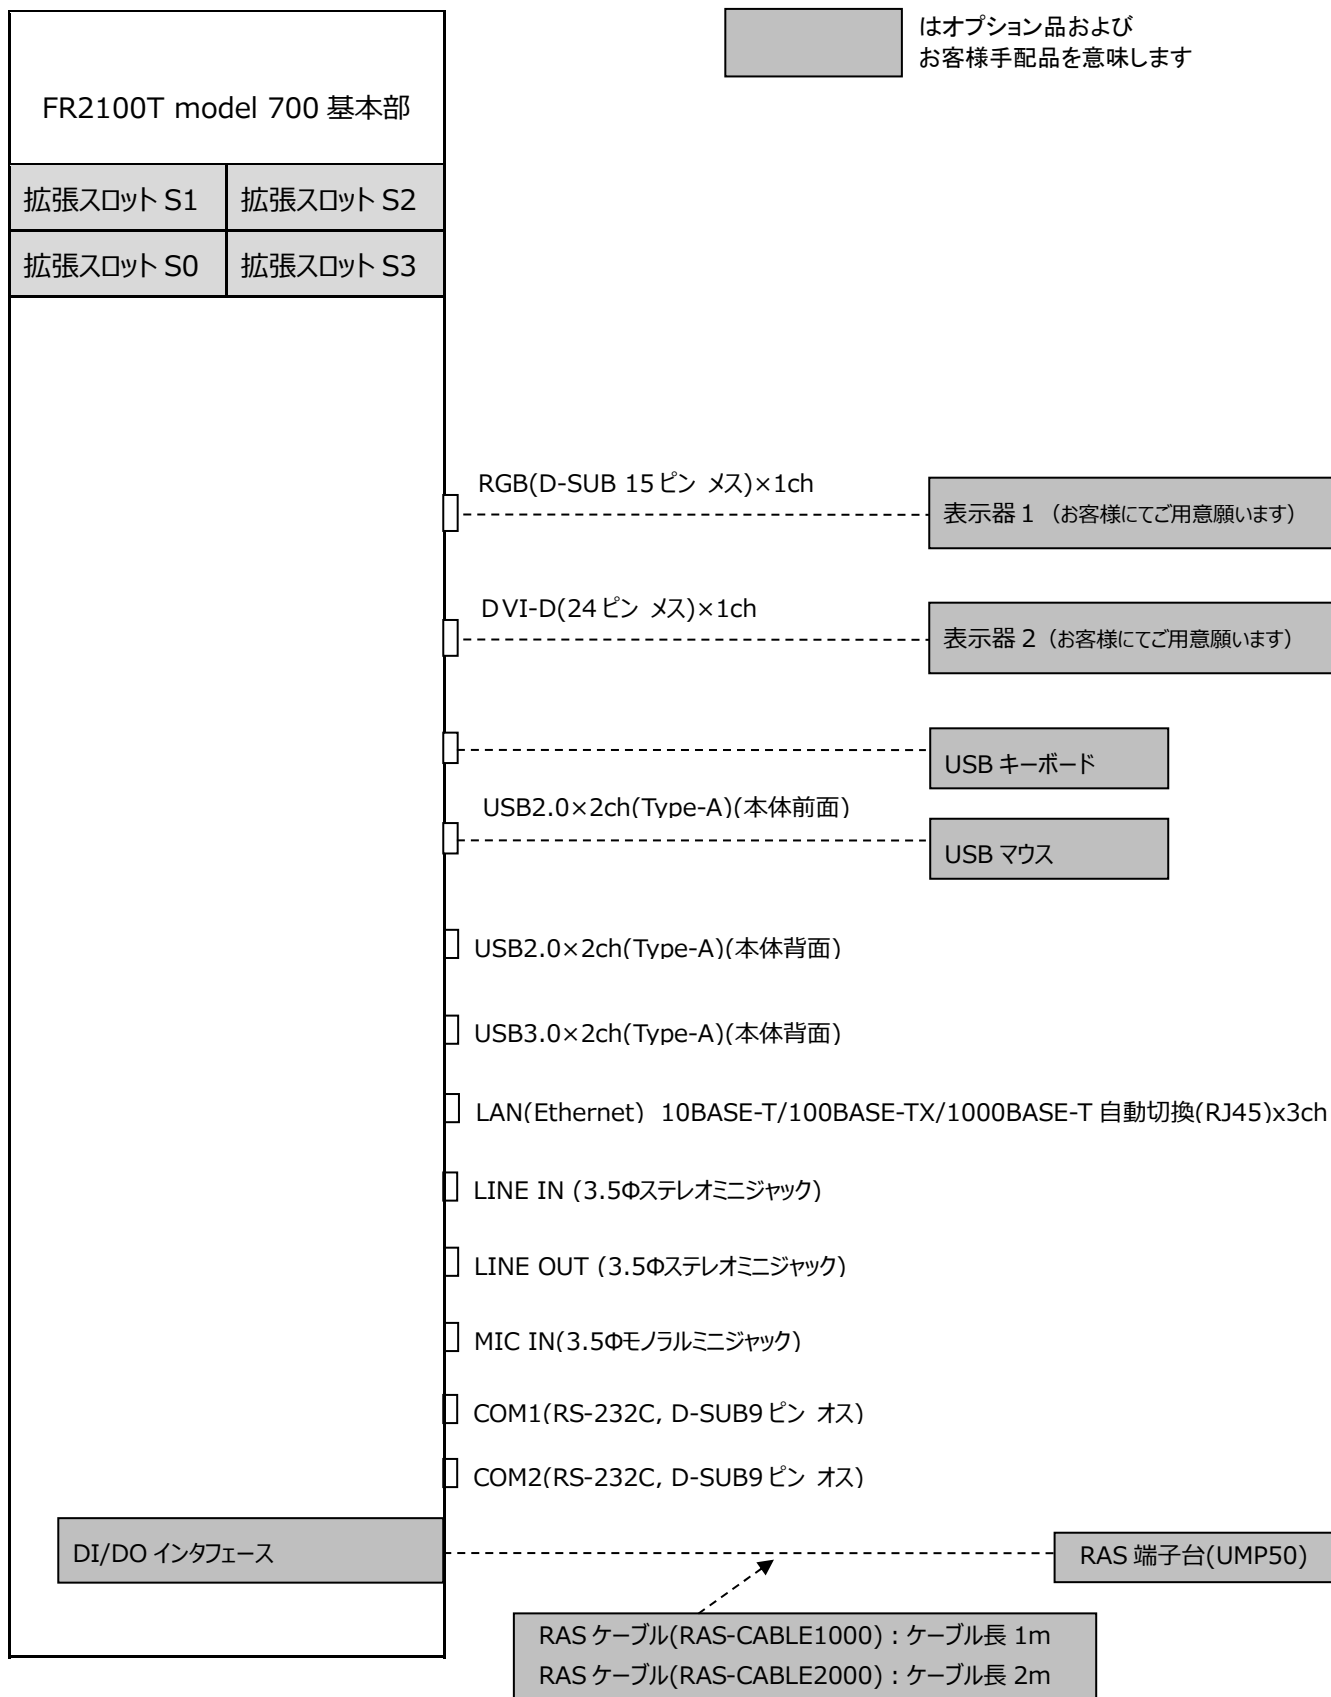 はオプション品および
お客様手配品を意味します
FR2100T model 700 基本部
拡張スロット S1
拡張スロット S2
拡張スロット S0
拡張スロット S3
RGB(D-SUB 15ピン メス)×1ch
表示器1 (お客様にてご用意願います)
DVI-D(24ピン メス)×1ch
表示器2 (お客様にてご用意願います)
USB キーボード
USB2.0×2ch(Type-A)(本体前面)
USB マウス
USB2.0×2ch(Type-A)(本体背面)
USB3.0×2ch(Type-A)(本体背面)
LAN(Ethernet) 10BASE-T/100BASE-TX/1000BASE-T 自動切換(RJ45)x3ch
LINE IN (3.5Φステレオミニジャック)
LINE OUT (3.5Φステレオミニジャック)
MIC IN(3.5Φモノラルミニジャック)
COM1(RS-232C, D-SUB9ピン オス)
COM2(RS-232C, D-SUB9ピン オス)
DI/DO インタフェース
RAS 端子台(UMP50)
RAS ケーブル(RAS-CABLE1000)：ケーブル長 1m
RAS ケーブル(RAS-CABLE2000)：ケーブル長 2m